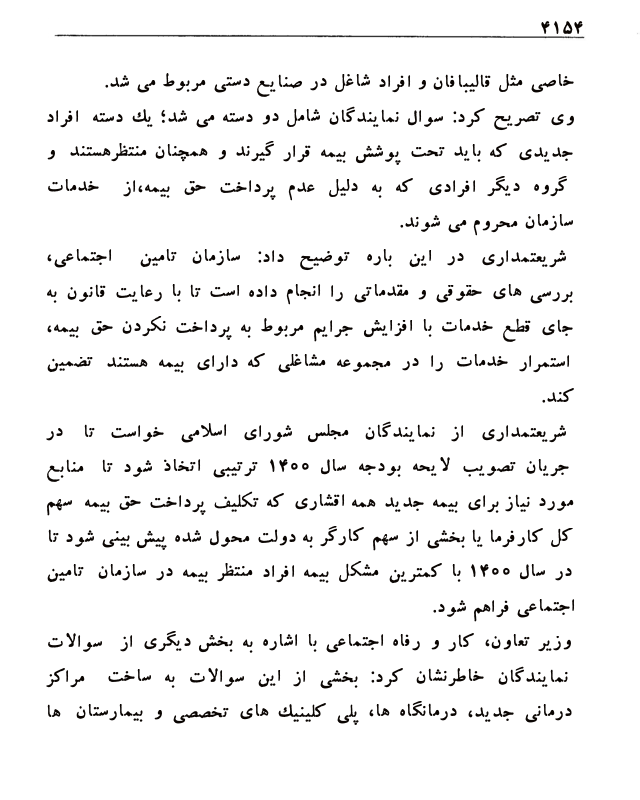 ۴۱۵۴
خاصی مثل قالیبافان و افراد شاغل در صنایع دستی مربوط می شد.
وی تصریح کرد: سوال نمایندگان شامل دو دسته می شد؛ یك دسته افراد
جدیدی که باید تحت پوشش بیمه قرار گیرند و همچنان منتظرهستند و
گروه دیگر افرادی که به دلیل عدم پرداخت حق بیمه،از خدمات
سازمان محروم می شوند.
شریعتمداری در این باره توضیح داد: سازمان تامین اجتماعی،
بررسی های حقوقی و مقدماتی را انجام داده است تا با رعایت قانون به
جای قطع خدمات با افزایش جرایم مربوط به پرداخت نکردن حق بیمه،
استمرار خدمات را در مجموعه مشاغلی که دارای بیمه هستند تضمین
کند.
شریعتمداری از نمایندگان مجلس شورای اسلامی خواست تا در
جریان تصویب لایحه بودجه سال ۱۴۰۰ ترتیبی اتخاذ شود تا منابع
مورد نیاز برای بیمه جدید همه اقشاری که تکلیف پرداخت حق بیمه سهم
کل کارفرما یا بخشی از سهم کارگر به دولت محول شده پیش بینی شود تا
در سال ۱۴۰۰ با کمترین مشکل بیمه افراد منتظر بیمه در سازمان تامین
اجتماعی فراهم شود.
وزیر تعاون، کار و رفاه اجتماعی با اشاره به بخش دیگری از سوالات
نمایندگان خاطرنشان کرد: بخشی از این سوالات به ساخت مراکز
درمانی جدید، درمانگاه ها، پلی کلینیك های تخصصی و بیمارستان ها